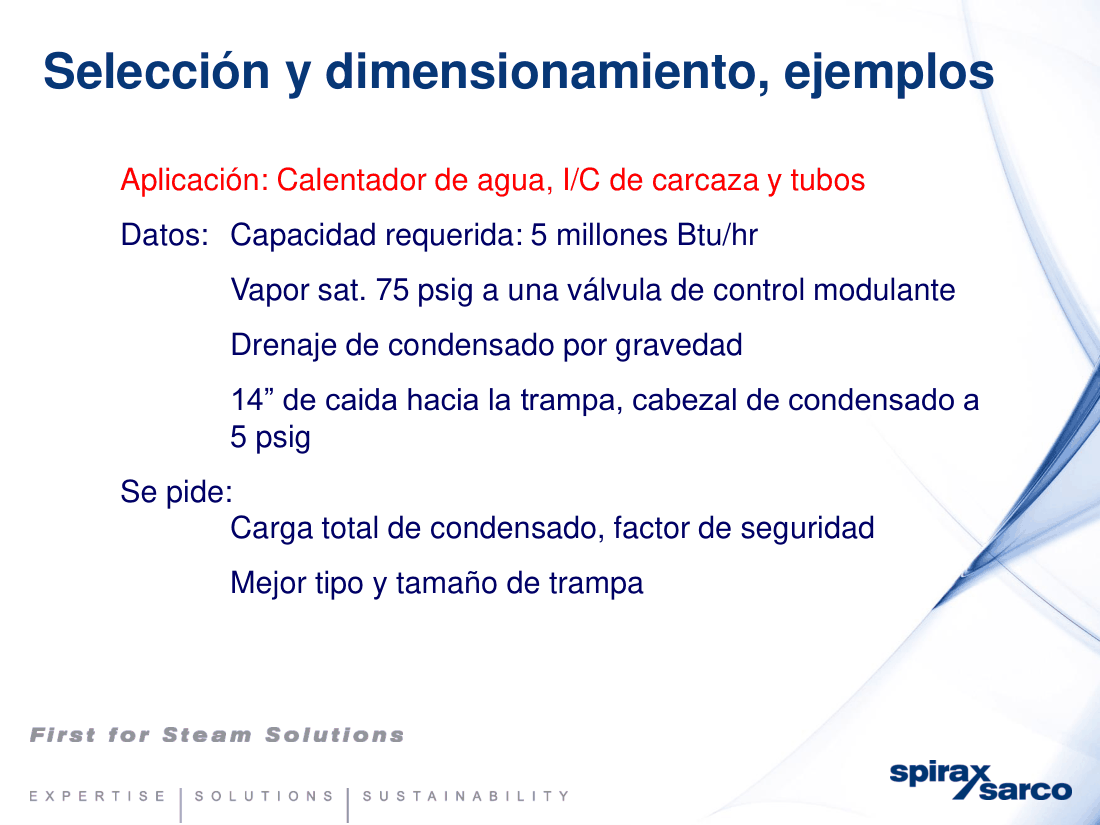 Selección y dimensionamiento, ejemplos
Aplicación: Calentador de agua, I/C de carcaza y tubos
Datos: Capacidad requerida: 5 millones Btu/hr
Vapor sat. 75 psig a una válvula de control modulante
Drenaje de condensado por gravedad
14” de caida hacia la trampa, cabezal de condensado a
5 psig
Se pide:
Carga total de condensado, factor de seguridad
Mejor tipo y tamaño de trampa
First for Steam Solutions
EXPERTISE SOLUTIONS SUSTAINABILITY
spirax
sarco